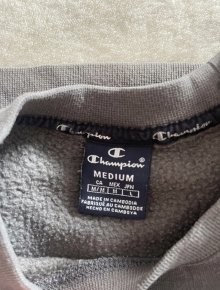 Champion
Champion
Champion
MEDIUM
CA MEX JPN
M/M M L
MADE IN CAMBODIA
FABRIQUÉ AU CAMBODGE
HECHO EN CAMBOYA